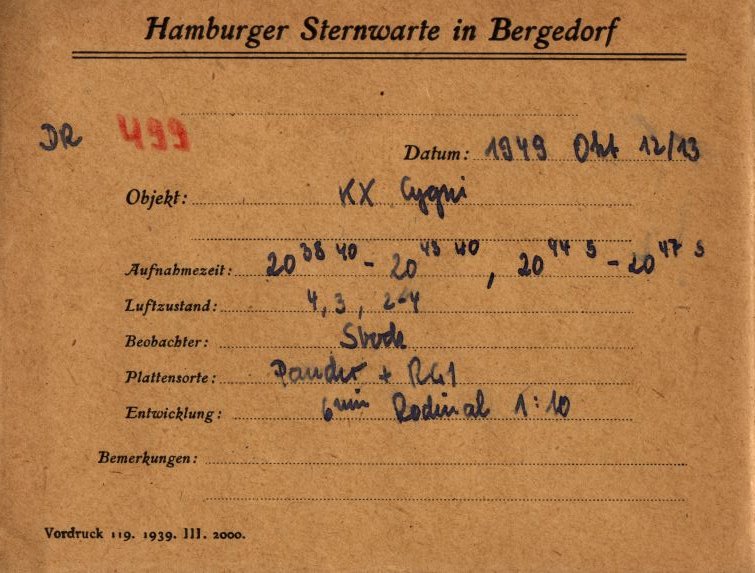 Hamburger Sternwarte in Bergedorf
DR 499
Datum: 1949 Okt 12/13
Objekt: KX Cygni
Aufnahmezeit: 20 38 40 - 20 43 40, 20 44 5 - 20 47 5
Luftzustand: 4, 3, 2-4
Beobachter: Stock
Plattensorte: Panchr + RG1
Entwicklung: 6 min Rodinal 1:10
Bemerkungen:
Vordruck 119. 1939. III. 2000.